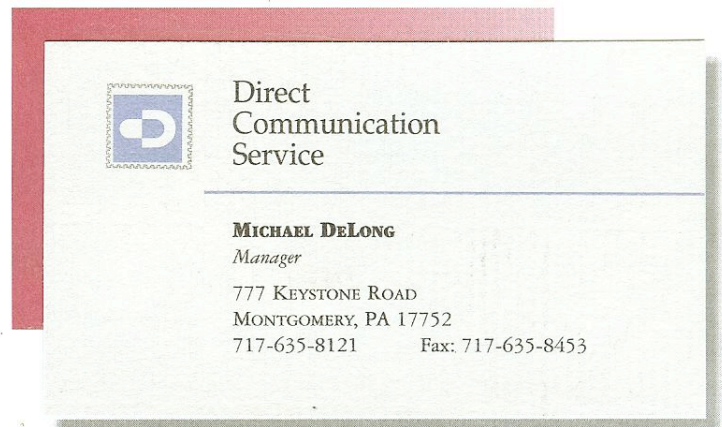 Direct
Communication
Service
Michael DeLong
Manager
777 Keystone Road
Montgomery, PA 17752
717-635-8121 Fax: 717-635-8453